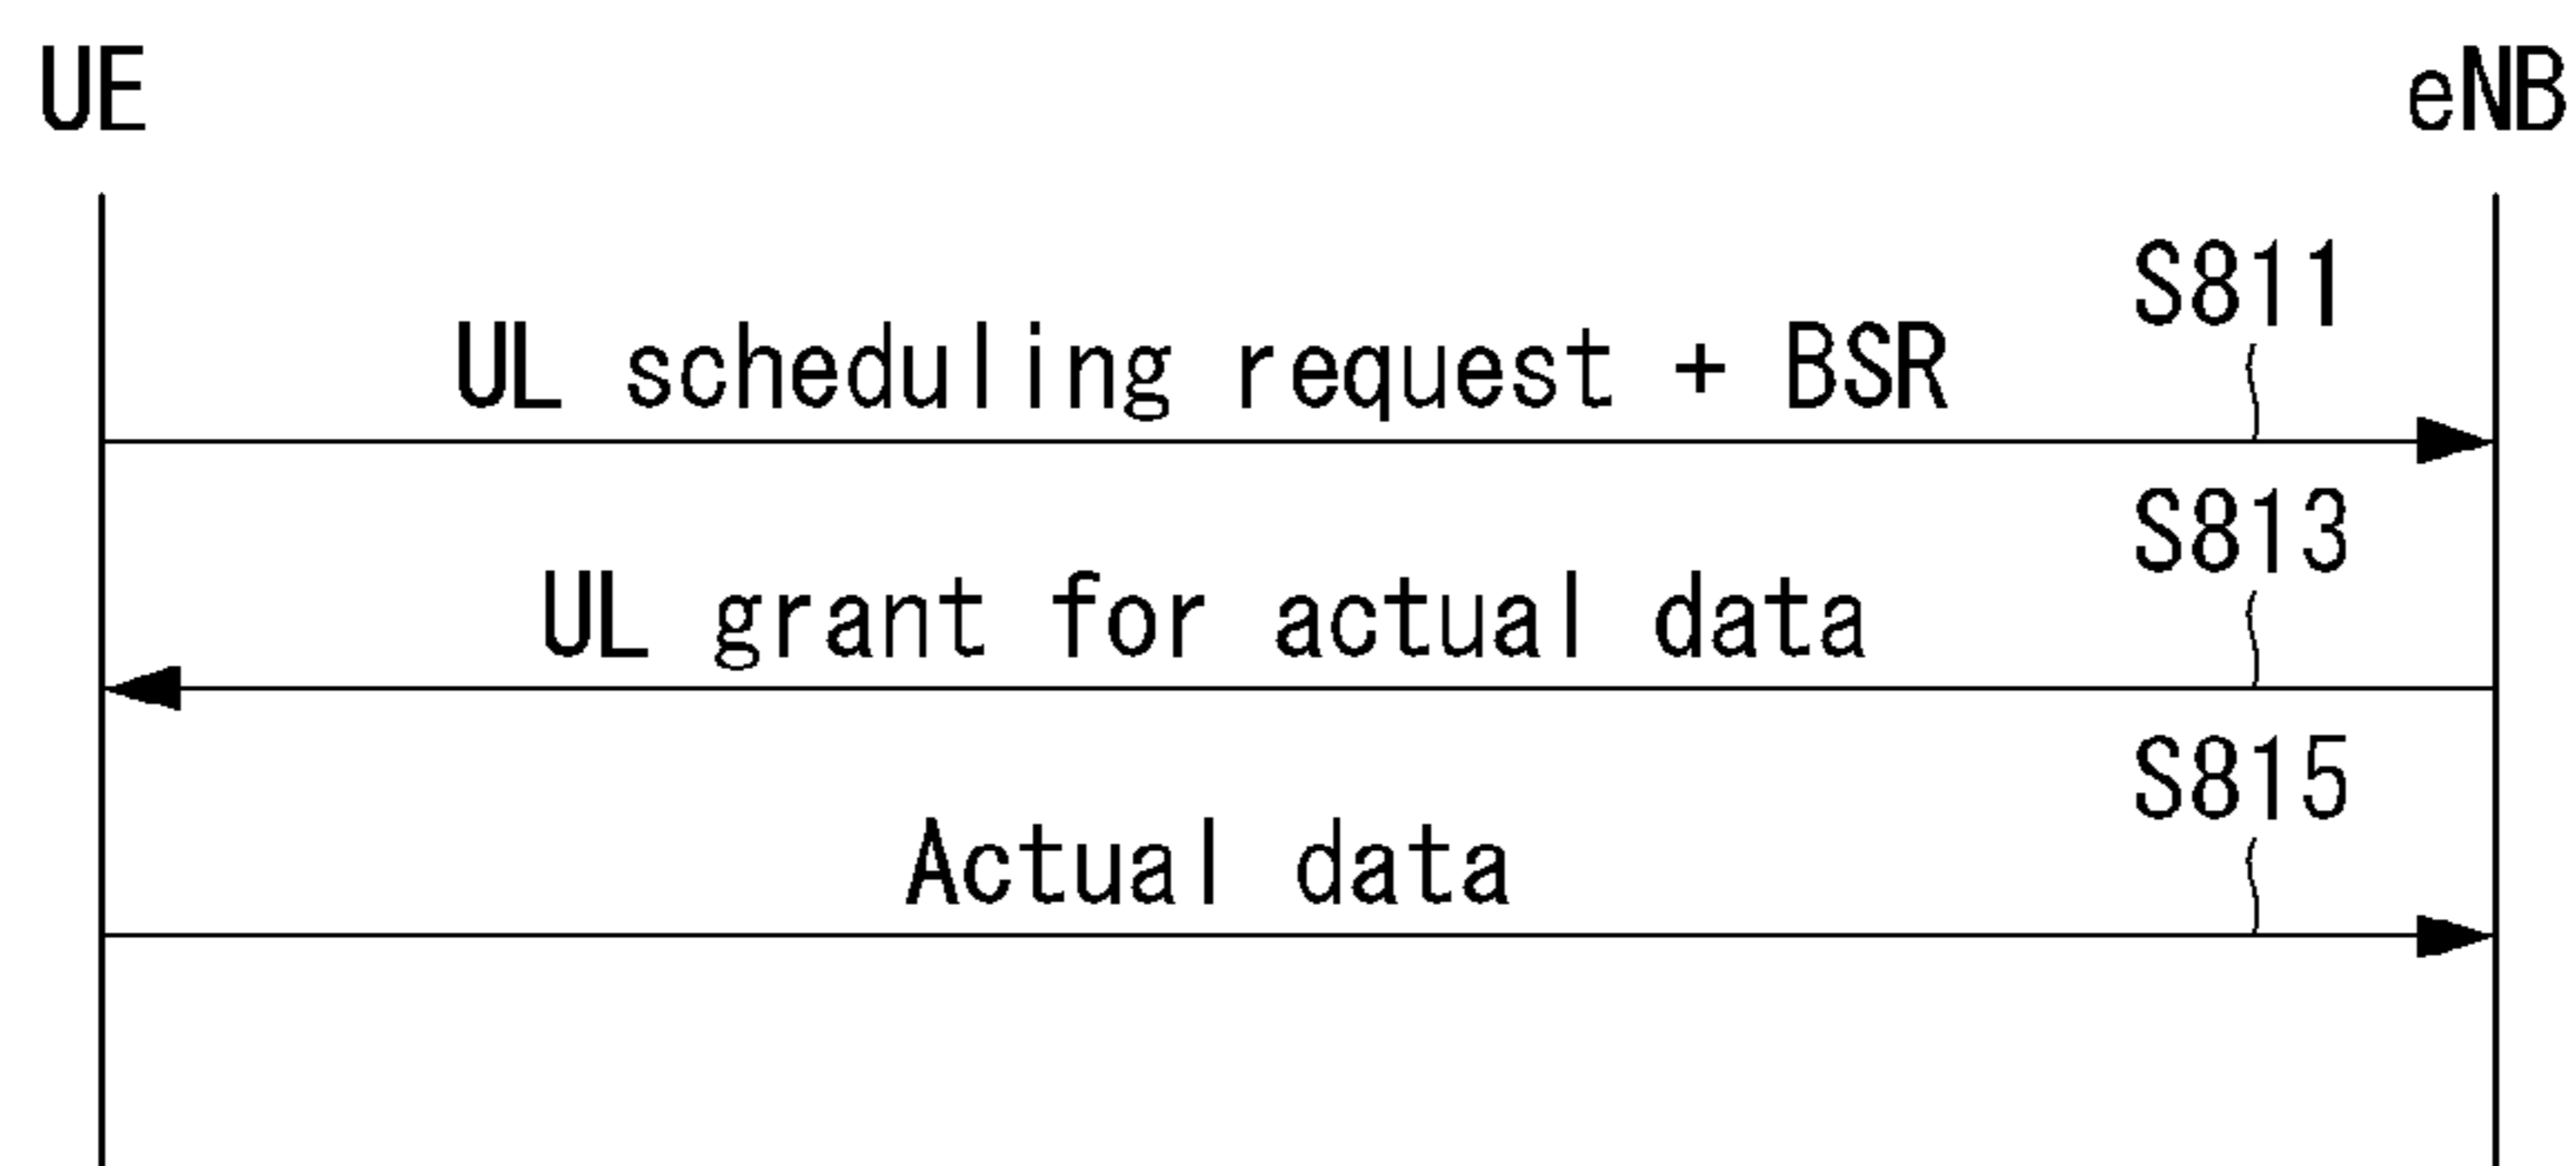 UE eNB
S811
UL scheduling request + BSR
S813
UL grant for actual data
S815
Actual data